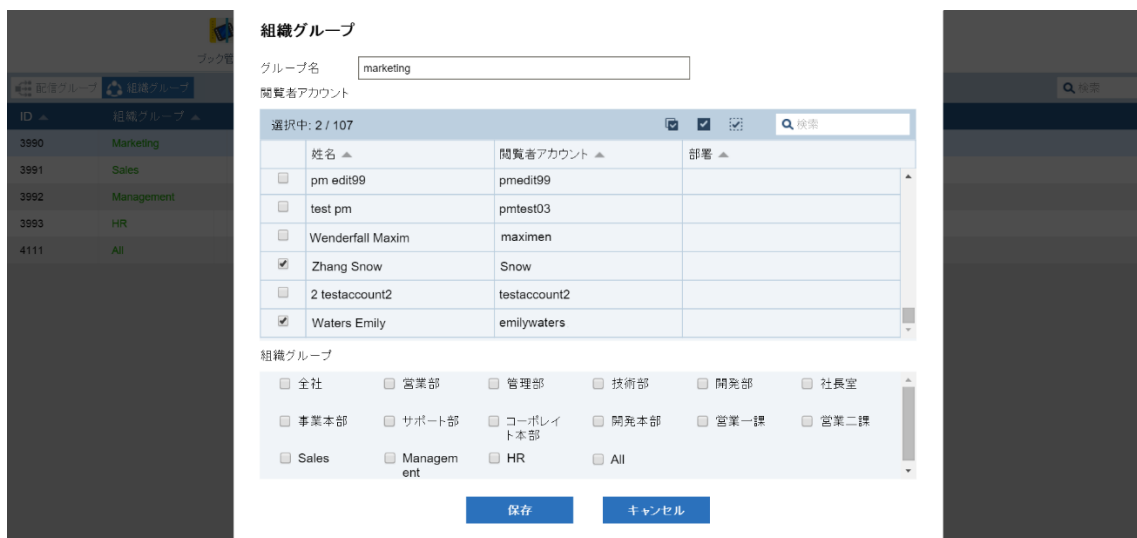 組織グループ
ブック管
グループ名 marketing
配信グループ 組織グループ 検索
閲覧者アカウント
ID 組織グループ
選択中: 2 / 107 検索
姓名 閲覧者アカウント 部署
3990 Marketing
3991 Sales
3992 Management
3993 HR
4111 All
pm edit99 pmedit99
test pm pmtest03
Wenderfall Maxim maximen
Zhang Snow Snow
2 testaccount2 testaccount2
Waters Emily emilywaters
組織グループ
全社 営業部 管理部 技術部 開発部 社長室
事業本部 サポート部 コーポレイ 開発本部 営業一課 営業二課
ト本部
Sales Managem HR All
ent
保存 キャンセル